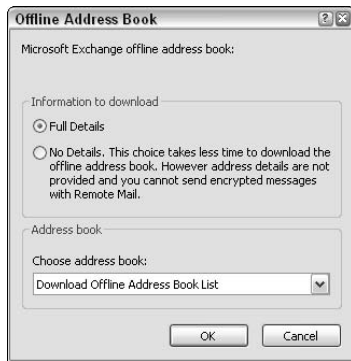 Offline Address Book
Microsoft Exchange offline address book:
Information to download
Full Details
No Details. This choice takes less time to download the
offline address book. However address details are not
provided and you cannot send encrypted messages
with Remote Mail.
Address book
Choose address book:
Download Offline Address Book List
OK
Cancel